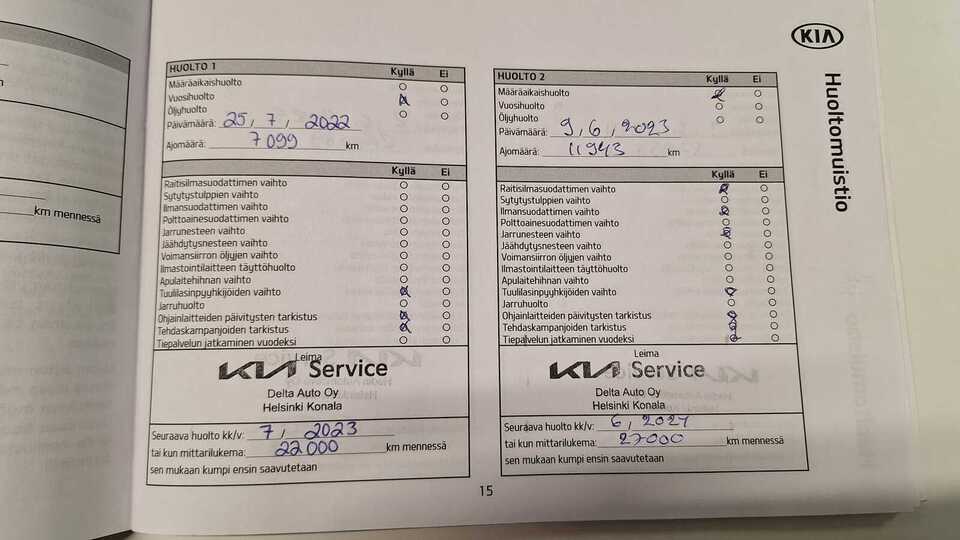 km mennessä
HUOLTO 1 Kyllä Ei
Määräaikaishuolto
Vuosihuolto
Öljyhuolto
Päivämäärä: 25, 7, 2022
Ajomäärä: 7 099 km
Kyllä Ei
Raitisilmasuodattimen vaihto
Sytytystulppien vaihto
Ilmansuodattimen vaihto
Polttoainesuodattimen vaihto
Jarrunesteen vaihto
Jäähdytysnesteen vaihto
Voimansiirron öljyjen vaihto
Ilmastointilaitteen täyttöhuolto
Apulaitehihnan vaihto
Tuulilasinpyyhkijöiden vaihto
Jarruhuolto
Ohjainlaitteiden päivitysten tarkistus
Tehdaskampanjoiden tarkistus
Tiepalvelun jatkaminen vuodeksi
Leima
KIA Service
Delta Auto Oy
Helsinki Konala
Seuraava huolto kk/v: 7, 2023
tai kun mittarilukema: 22 000 km mennessä
sen mukaan kumpi ensin saavutetaan
HUOLTO 2 Kyllä Ei
Määräaikaishuolto
Vuosihuolto
Öljyhuolto
Päivämäärä: 9, 6, 2023
Ajomäärä: 11 943 km
Kyllä Ei
Raitisilmasuodattimen vaihto
Sytytystulppien vaihto
Ilmansuodattimen vaihto
Polttoainesuodattimen vaihto
Jarrunesteen vaihto
Jäähdytysnesteen vaihto
Voimansiirron öljyjen vaihto
Ilmastointilaitteen täyttöhuolto
Apulaitehihnan vaihto
Tuulilasinpyyhkijöiden vaihto
Jarruhuolto
Ohjainlaitteiden päivitysten tarkistus
Tehdaskampanjoiden tarkistus
Tiepalvelun jatkaminen vuodeksi
Leima
KIA Service
Delta Auto Oy
Helsinki Konala
Seuraava huolto kk/v: 6, 2024
tai kun mittarilukema: 27000 km mennessä
sen mukaan kumpi ensin saavutetaan
KIA
Huoltomuistio
15